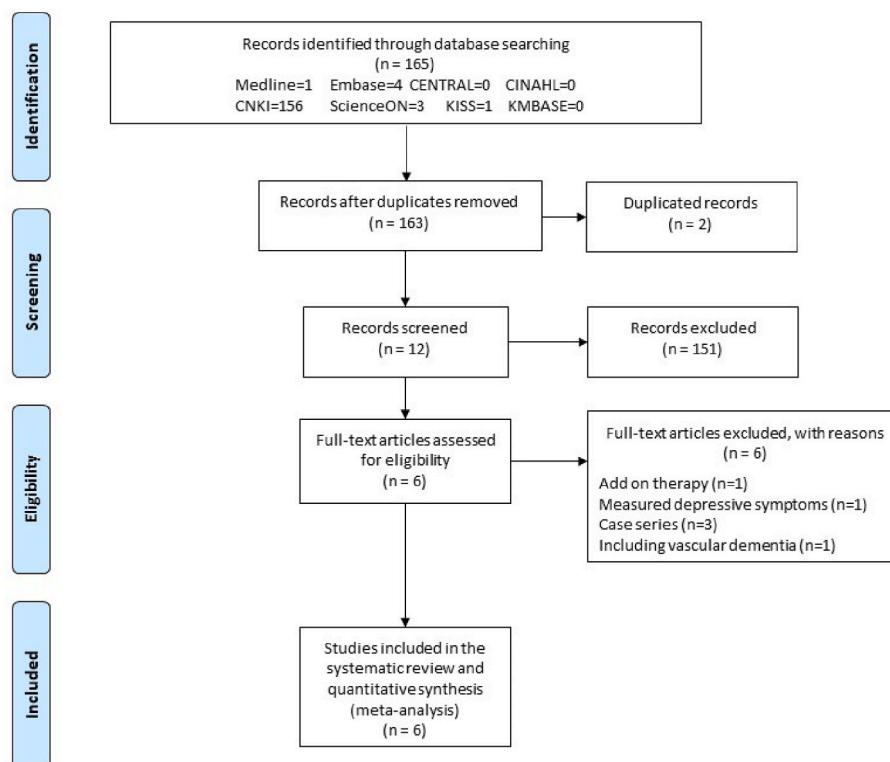 Identification
Records identified through database searching
(n = 165)
Medline=1 Embase=4 CENTRAL=0 CINAHL=0
CNKI=156 ScienceON=3 KISS=1 KMBASE=0
Records after duplicates removed
(n = 163)
Duplicated records
(n = 2)
Screening
Records screened
(n = 12)
Records excluded
(n = 151)
Eligibility
Full-text articles assessed
for eligibility
(n = 6)
Full-text articles excluded, with reasons
(n = 6)
Add on therapy (n=1)
Measured depressive symptoms (n=1)
Case series (n=3)
Including vascular dementia (n=1)
Included
Studies included in the
systematic review and
quantitative synthesis
(meta-analysis)
(n = 6)